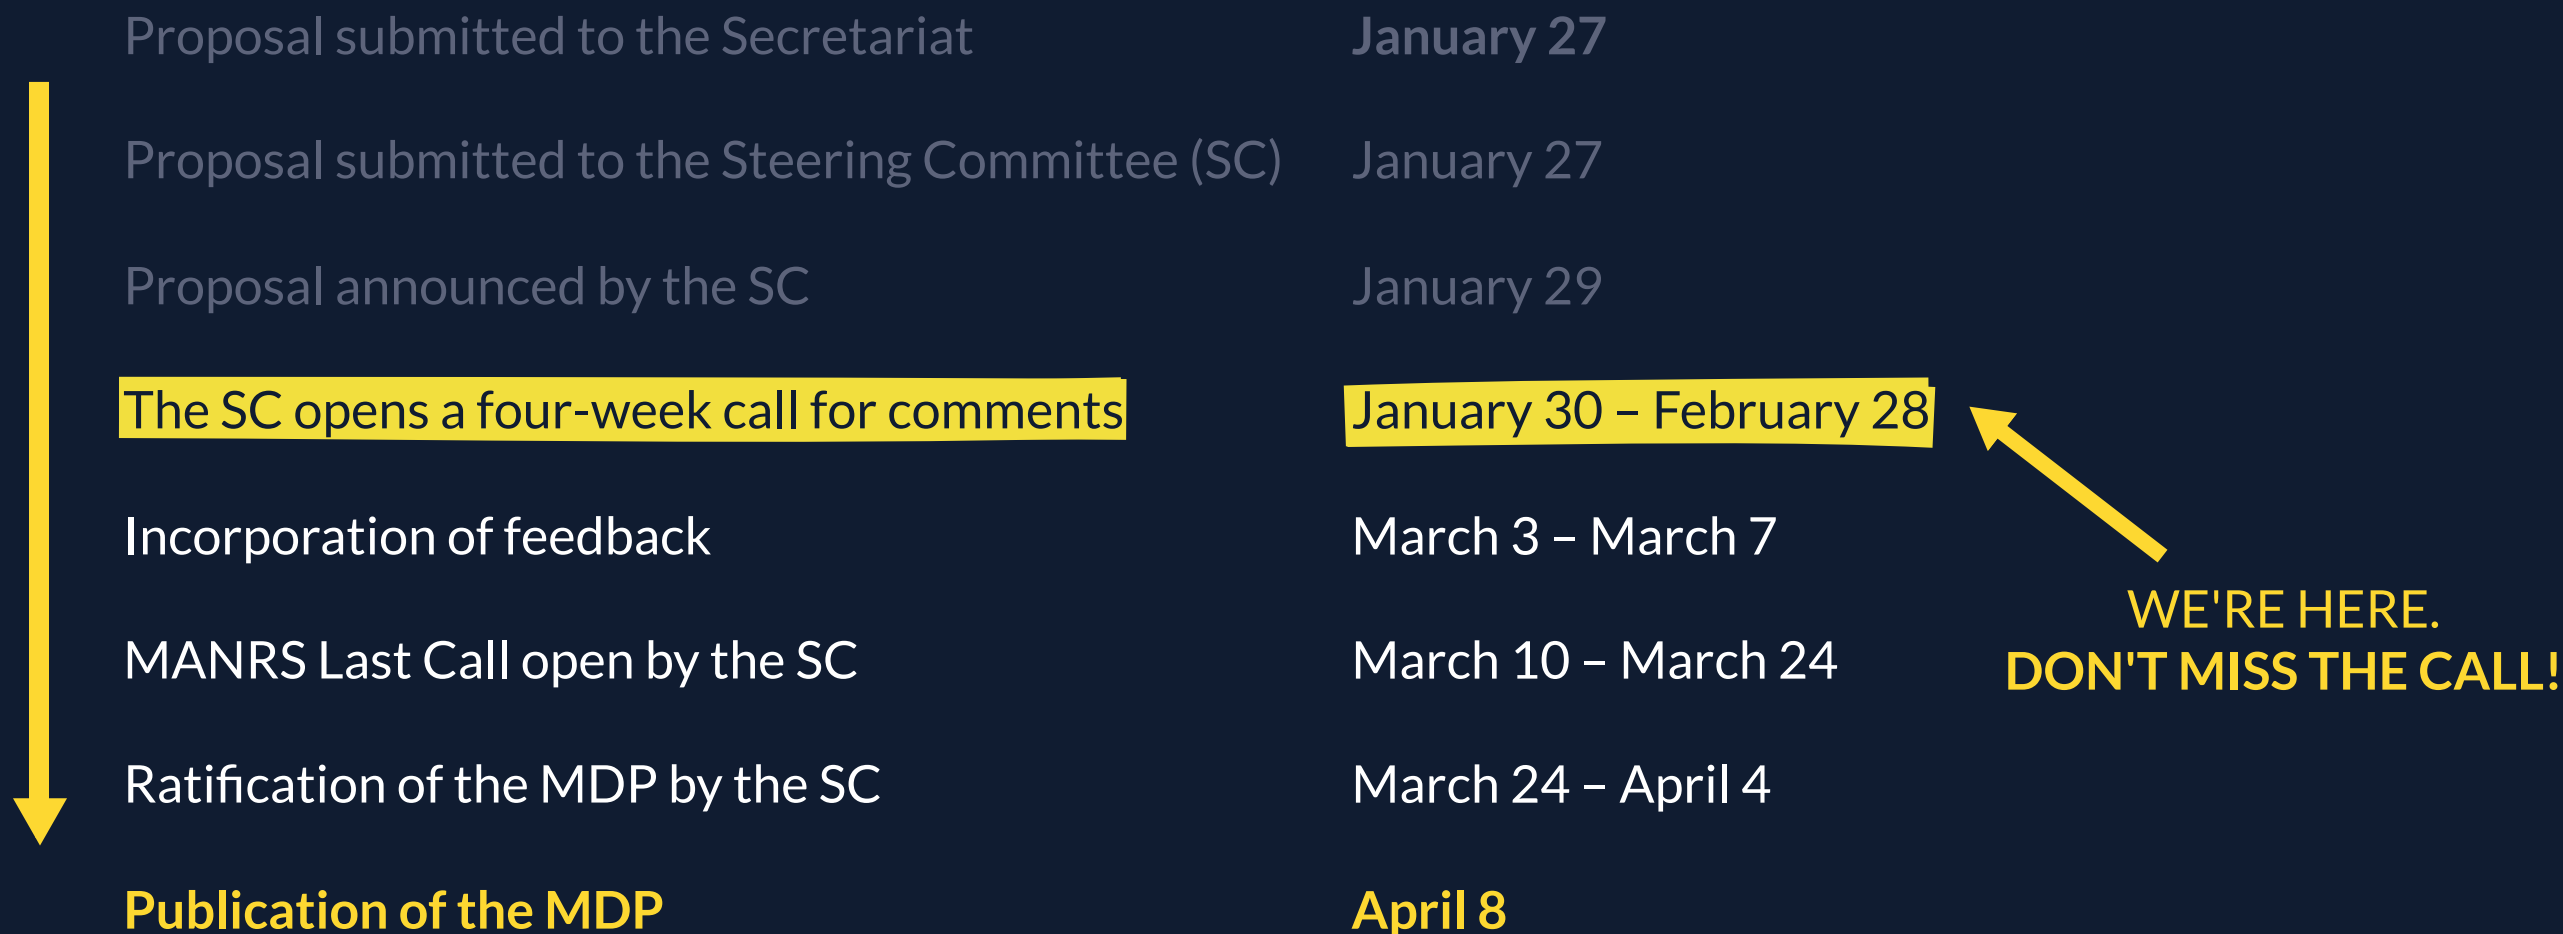 Proposal submitted to the Secretariat January 27
Proposal submitted to the Steering Committee (SC) January 27
Proposal announced by the SC January 29
The SC opens a four-week call for comments January 30 – February 28
Incorporation of feedback March 3 – March 7
WE'RE HERE.
MANRS Last Call open by the SC March 10 – March 24
DON'T MISS THE CALL!
Ratification of the MDP by the SC March 24 – April 4
Publication of the MDP April 8